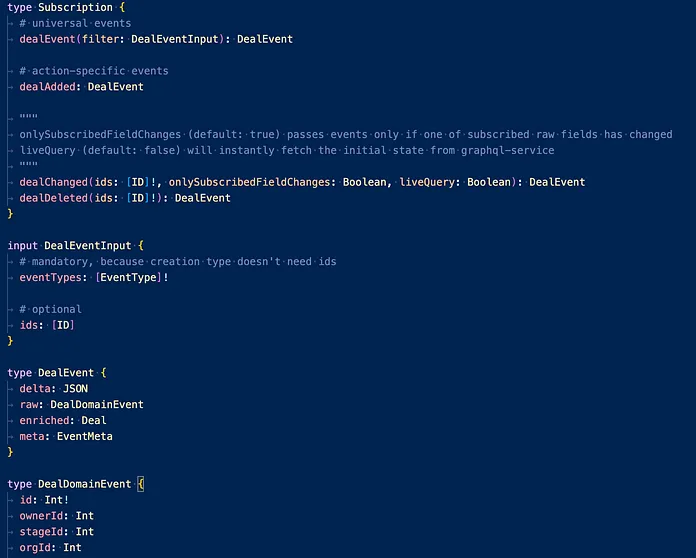 type Subscription {
# universal events
dealEvent(filter: DealEventInput): DealEvent
# action-specific events
dealAdded: DealEvent
"""
onlySubscribedFieldChanges (default: true) passes events only if one of subscribed raw fields has changed
liveQuery (default: false) will instantly fetch the initial state from graphql-service
"""
dealChanged(ids: [ID]!, onlySubscribedFieldChanges: Boolean, liveQuery: Boolean): DealEvent
dealDeleted(ids: [ID]!): DealEvent
}
input DealEventInput {
# mandatory, because creation type doesn't need ids
eventTypes: [EventType]!
# optional
ids: [ID]
}
type DealEvent {
delta: JSON
raw: DealDomainEvent
enriched: Deal
meta: EventMeta
}
type DealDomainEvent {
id: Int!
ownerId: Int
stageId: Int
orgId: Int